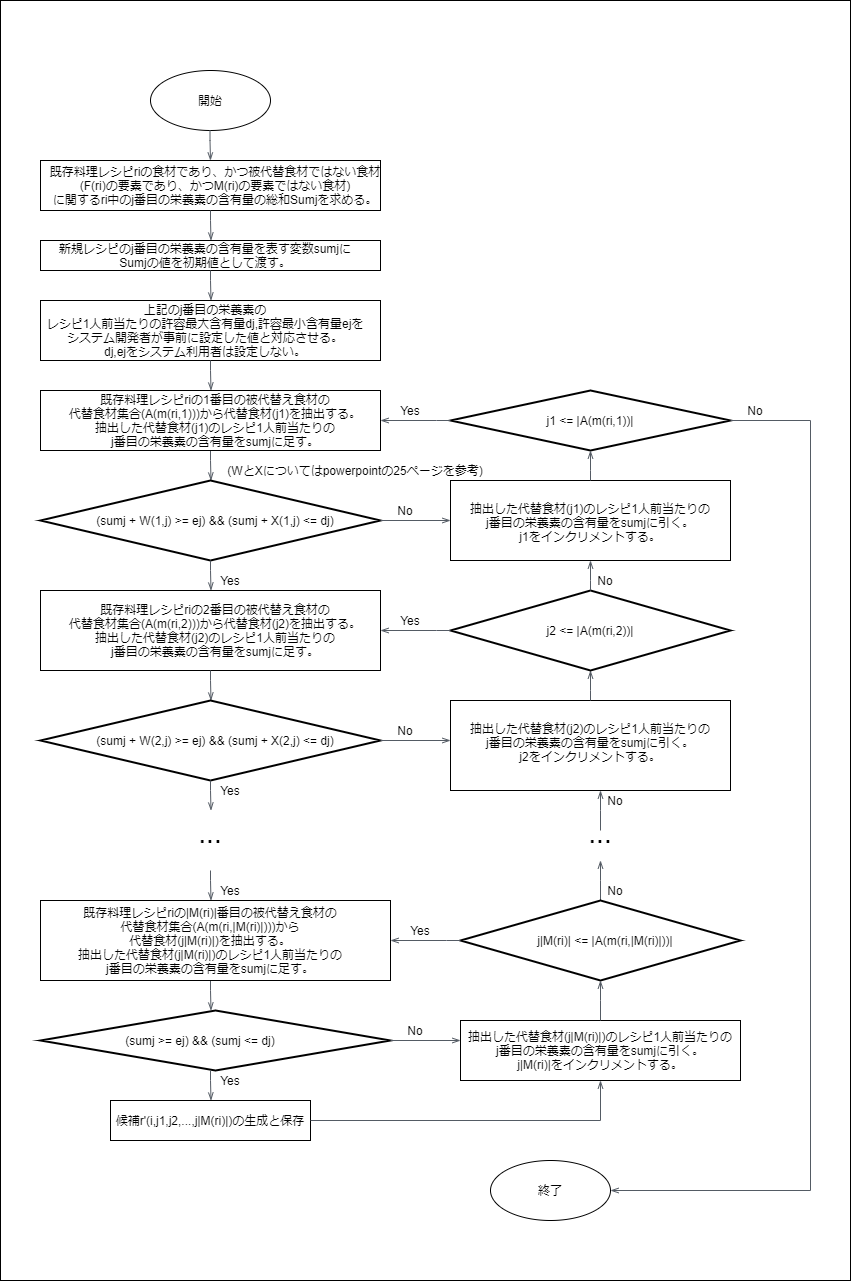 開始
既存料理レシピriの食材であり、かつ被代替食材ではない食材
(F(ri)の要素であり、かつM(ri)の要素ではない食材)
に関するri中のj番目の栄養素の含有量の総和Sumjを求める。
新規レシピのj番目の栄養素の含有量を表す変数sumjに
Sumjの値を初期値として渡す。
上記のj番目の栄養素の
レシピ1人前当たりの許容最大含有量dj,許容最小含有量ejを
システム開発者が事前に設定した値と対応させる。
dj,ejをシステム利用者は設定しない。
既存料理レシピriの1番目の被代替え食材の
代替食材集合(A(m(ri,1)))から代替食材(j1)を抽出する。
抽出した代替食材(j1)のレシピ1人前当たりの
j番目の栄養素の含有量をsumjに足す。
Yes
j1 <= |A(m(ri,1))|
No
(WとXについてはpowerpointの25ページを参考)
(sumj + W(1,j) >= ej) && (sumj + X(1,j) <= dj)
No
抽出した代替食材(j1)のレシピ1人前当たりの
j番目の栄養素の含有量をsumjに引く。
j1をインクリメントする。
Yes
No
既存料理レシピriの2番目の被代替え食材の
代替食材集合(A(m(ri,2)))から代替食材(j2)を抽出する。
抽出した代替食材(j2)のレシピ1人前当たりの
j番目の栄養素の含有量をsumjに足す。
Yes
j2 <= |A(m(ri,2))|
(sumj + W(2,j) >= ej) && (sumj + X(2,j) <= dj)
No
抽出した代替食材(j2)のレシピ1人前当たりの
j番目の栄養素の含有量をsumjに引く。
j2をインクリメントする。
Yes
No
...
...
Yes
No
既存料理レシピriの|M(ri)|番目の被代替え食材の
代替食材集合(A(m(ri,|M(ri)|)))から
代替食材(j|M(ri)|)を抽出する。
抽出した代替食材(j|M(ri)|)のレシピ1人前当たりの
j番目の栄養素の含有量をsumjに足す。
Yes
j|M(ri)| <= |A(m(ri,|M(ri)|))|
(sumj >= ej) && (sumj <= dj)
No
抽出した代替食材(j|M(ri)|)のレシピ1人前当たりの
j番目の栄養素の含有量をsumjに引く。
j|M(ri)|をインクリメントする。
Yes
候補r'(i,j1,j2,...,j|M(ri)|)の生成と保存
終了